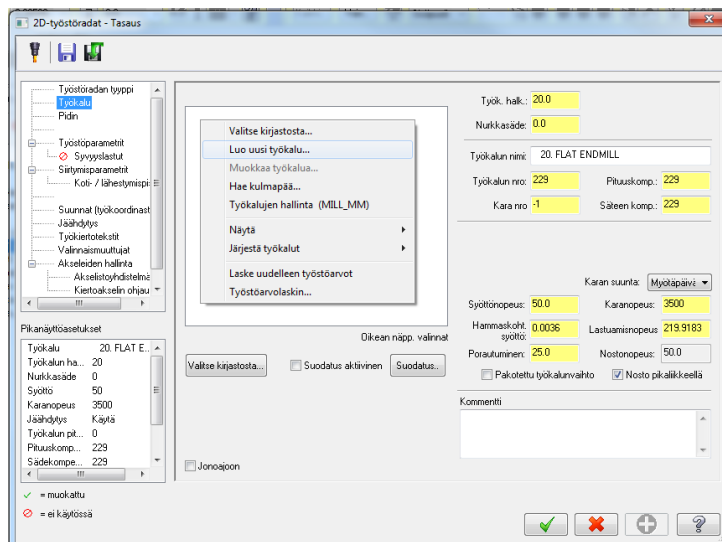 2D-työstöradat - Tasaus
Työstöradan tyyppi
Työkalu
Pidin
Työstöparametrit
Syvyyslastut
Siirtymisparametrit
Koti- / lähestymispi
Suunnat (työkoordinast
Jäähdytys
Työkiertotekstit
Valinnaismuuttujat
Akseleiden hallinta
Akselistoyhdistelmä
Kiertoakselin ohjau
Pikanäyttöasetukset
Työkalu 20. FLAT E...
Työkalun ha... 20
Nurkkasäde 0
Syöttö 50
Karanopeus 3500
Jäähdytys Käytä
Työkalun pit... 0
Pituuskomp... 229
Sädekompe... 229
= muokattu
= ei käytössä
Valitse kirjastosta...
Luo uusi työkalu...
Muokkaa työkalua...
Hae kulmapää...
Työkalujen hallinta (MILL_MM)
Näytä
Järjestä työkalut
Laske uudelleen työstöarvot
Työstöarvolaskin...
Oikean näpp. valinnat
Valitse kirjastosta... Suodatus aktiivinen Suodatus..
Jonoajoon
Työk. halk.: 20.0
Nurkkasäde: 0.0
Työkalun nimi: 20. FLAT ENDMILL
Työkalun nro: 229 Pituuskomp.: 229
Kara nro -1 Säteen komp.: 229
Karan suunta: Myötäpäivä
Syöttönopeus: 50.0 Karanopeus: 3500
Hammaskoht. syöttö: 0.0036 Lastuamisnopeus 219.9183
Porautuminen: 25.0 Nostonopeus: 50.0
Pakotettu työkalunvaihto Nosto pikaliikkeellä
Kommentti